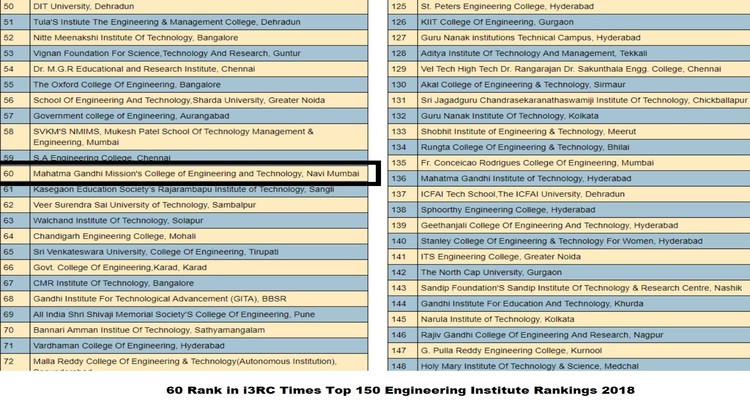 50 DIT University, Dehradun
51 Tula'S Institute The Engineering & Management College, Dehradun
52 Nitte Meenakshi Institute Of Technology, Bangalore
53 Vignan Foundation For Science,Technology And Research, Guntur
54 Dr. M.G.R Educational and Research Institute, Chennai
55 The Oxford College Of Engineering, Bangalore
56 School Of Engineering And Technology,Sharda University, Greater Noida
57 Government college of Engineering, Aurangabad
58 SVKM'S NMIMS, Mukesh Patel School Of Technology Management &
Engineering, Mumbai
59 S.A Engineering College, Chennai
60 Mahatma Gandhi Mission's College of Engineering and Technology, Navi Mumbai
61 Kasegaon Education Society's Rajarambapu Institute of Technology, Sangli
62 Veer Surendra Sai University of Technology, Sambalpur
63 Walchand Institute Of Technology, Solapur
64 Chandigarh Engineering College, Mohali
65 Sri Venkateswara University, College Of Engineering, Tirupati
66 Govt. College Of Engineering,Karad, Karad
67 CMR Institute Of Technology, Bangalore
68 Gandhi Institute For Technological Advancement (GITA), BBSR
69 All India Shri Shivaji Memorial Society'S College Of Engineering, Pune
70 Bannari Amman Institue Of Technology, Sathyamangalam
71 Vardhaman College Of Engineering, Hyderabad
72 Malla Reddy College Of Engineering & Technology(Autonomous Institution),
125 St. Peters Engineering College, Hyderabad
126 KIIT College Of Engineering, Gurgaon
127 Guru Nanak institutions Technical Campus, Hyderabad
128 Aditya Institute Of Technology And Management, Tekkali
129 Vel Tech High Tech Dr. Rangarajan Dr. Sakunthala Engg. College, Chennai
130 Akal College of Engineering & Technology, Sirmaur
131 Sri Jagadguru Chandrasekaranathaswamiji Institute Of Technology, Chickballapur
132 Guru Nanak Institute Of Technology, Kolkata
133 Shobhit Institute of Engineering & Technology, Meerut
134 Rungta College Of Engineering & Technology, Bhilai
135 Fr. Conceicao Rodrigues College Of Engineering, Mumbai
136 Mahatma Gandhi Institute of Technology, Hyderabad
137 ICFAI Tech School,The ICFAI University, Dehradun
138 Sphoorthy Engineering College, Hyderabad
139 Geethanjali College Of Engineering And Technology, Hyderabad
140 Stanley College Of Engineering & Technology For Women, Hyderabad
141 ITS Engineering College, Greater Noida
142 The North Cap University, Gurgaon
143 Sandip Foundation'S Sandip Institute Of Technology & Research Centre, Nashik
144 Gandhi Institute For Education And Technology, Khurda
145 Narula Institute of Technology, Kolkata
146 Rajiv Gandhi College Of Engineering And Research, Nagpur
147 G. Pulla Reddy Engineering College, Kurnool
148 Holy Mary Institute Of Technology & Science, Medchal
60 Rank in i3RC Times Top 150 Engineering Institute Rankings 2018